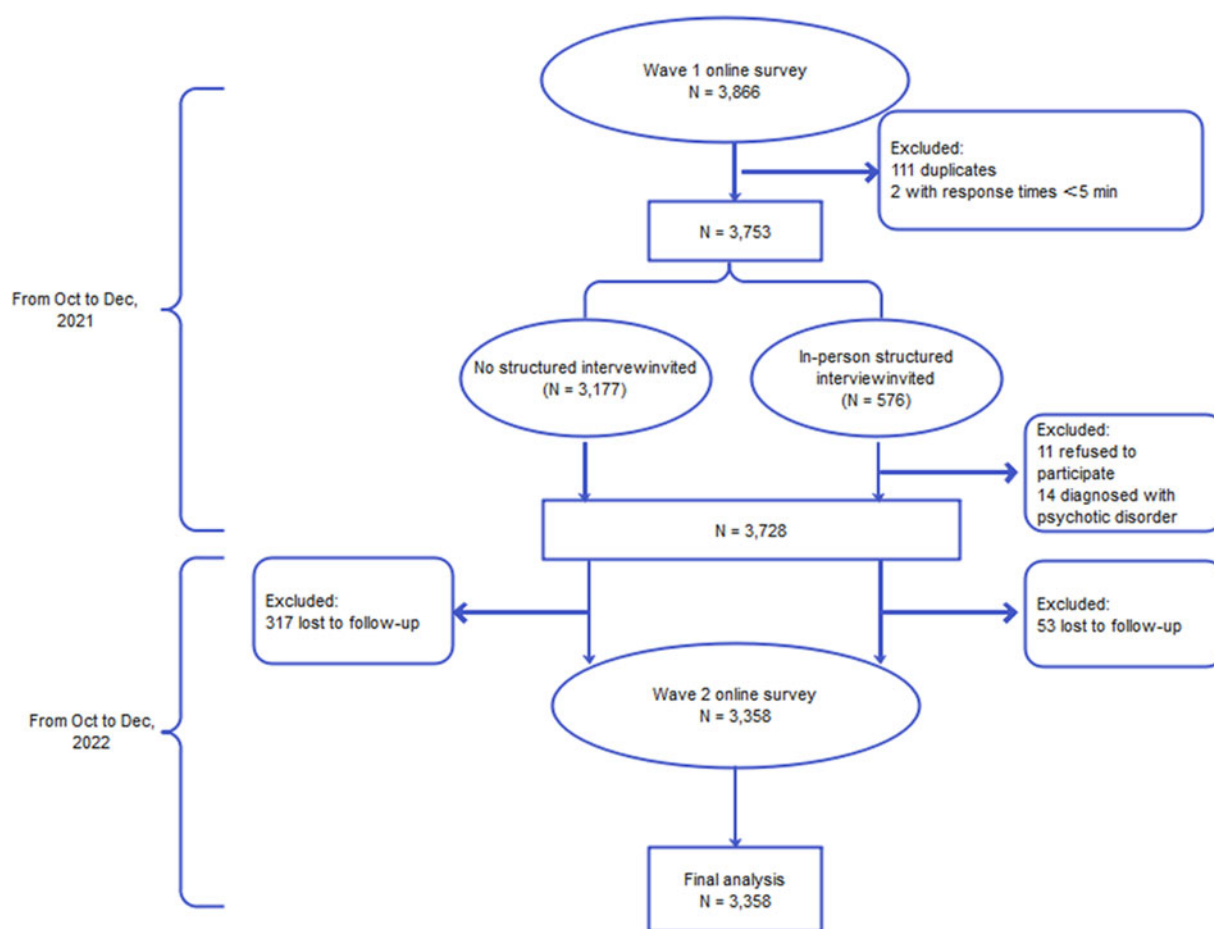 Wave 1 online survey
N = 3,866
Excluded:
111 duplicates
2 with response times <5 min
N = 3,753
From Oct to Dec,
2021
No structured intervewinvited
(N = 3,177)
In-person structured
interviewinvited
(N = 576)
Excluded:
11 refused to
participate
14 diagnosed with
psychotic disorder
N = 3,728
Excluded:
317 lost to follow-up
Excluded:
53 lost to follow-up
Wave 2 online survey
N = 3,358
From Oct to Dec,
2022
Final analysis
N = 3,358